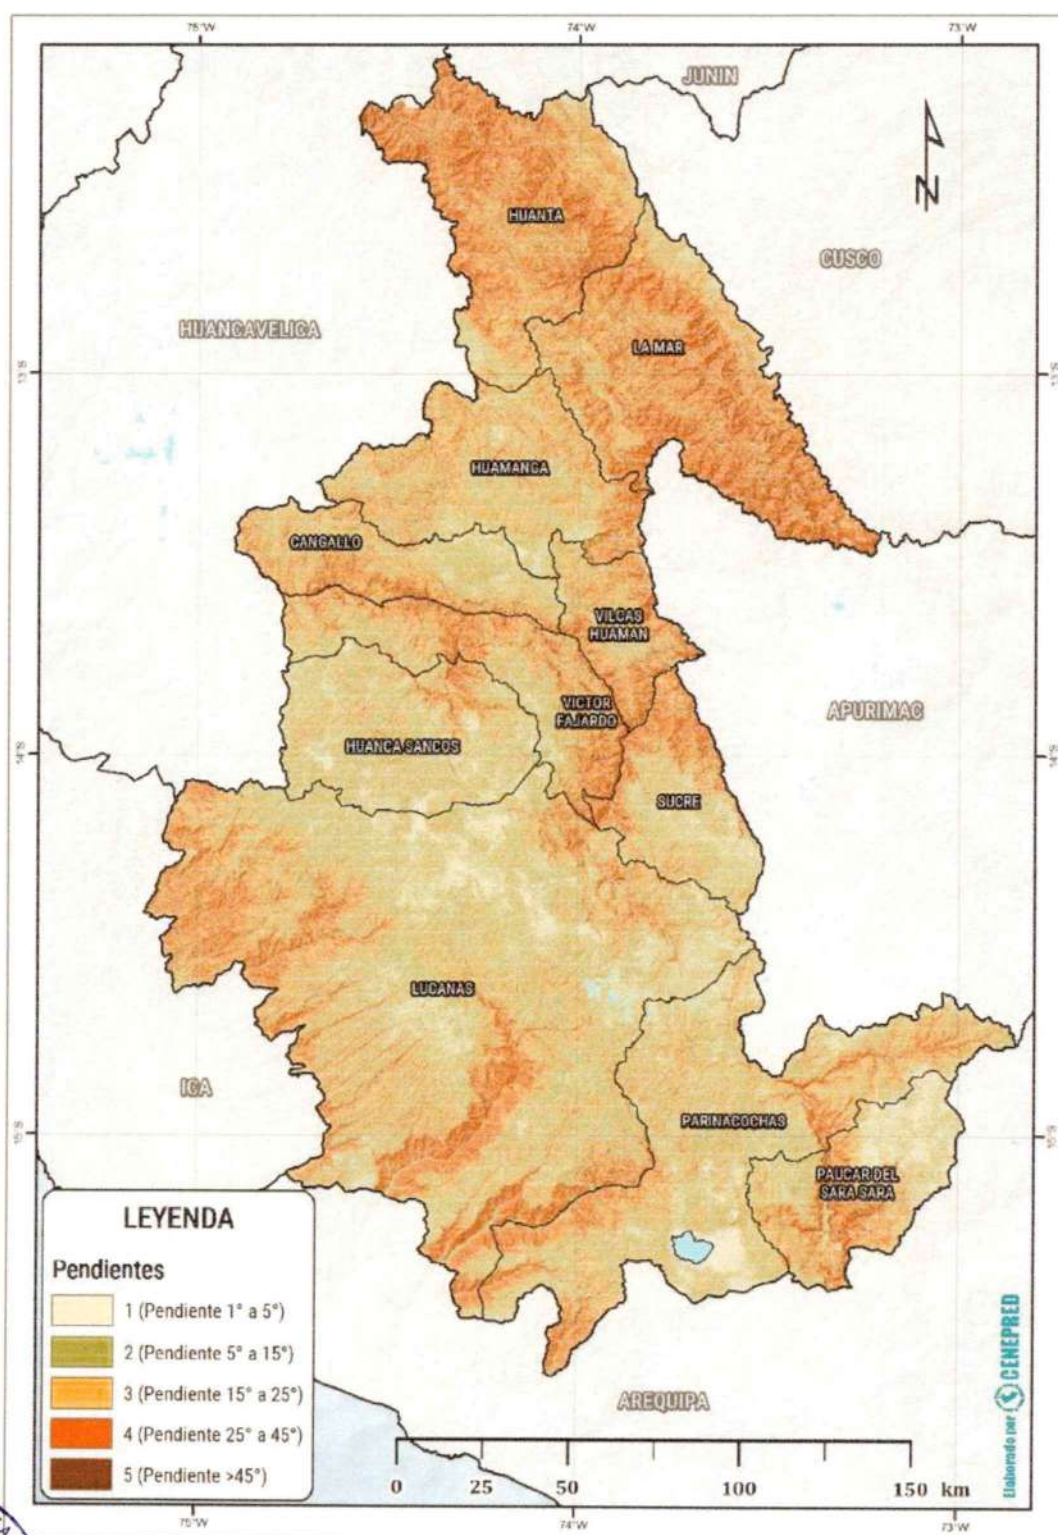 75°W
74°W
73°W
JUNIN
N
HUANTA
CUSCO
HUANCAVELICA
LA MAR
13°S
13°S
HUAMANGA
CANGALLO
VILCAS
HUAMAN
VICTOR
FAJARDO
APURIMAC
HUANCA SANCOS
14°S
14°S
SUCRE
LUCANAS
ICA
PARINACOCHAS
15°S
15°S
PAUCAR DEL
SARA SARA
LEYENDA
Pendientes
1 (Pendiente 1° a 5°)
2 (Pendiente 5° a 15°)
3 (Pendiente 15° a 25°)
4 (Pendiente 25° a 45°)
5 (Pendiente >45°)
AREQUIPA
Elaborado por CENEPRED
0 25 50 100 150 km
75°W
74°W
73°W